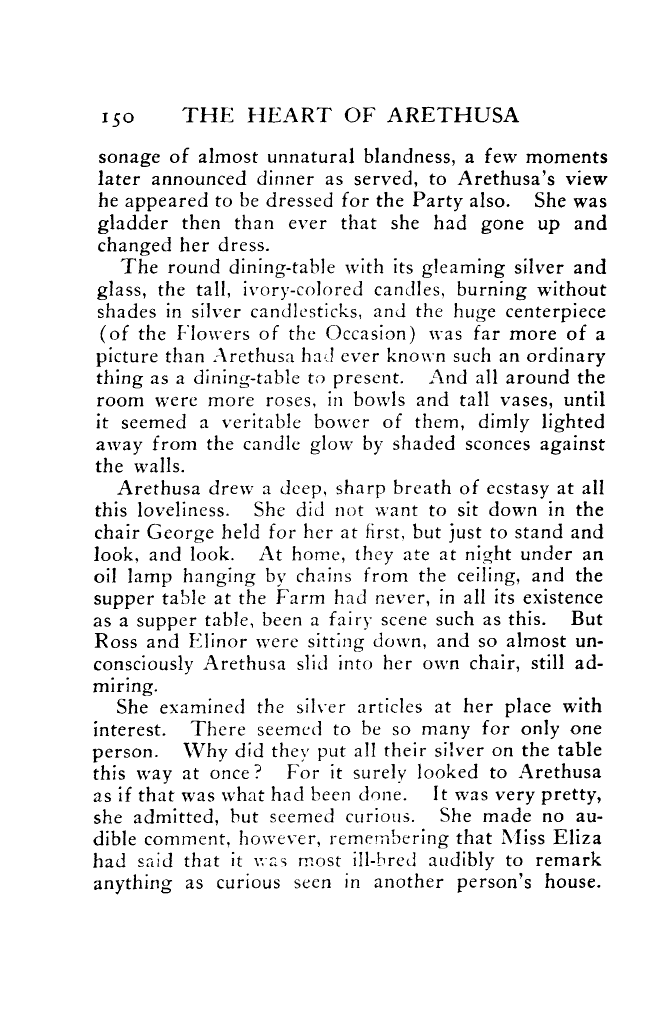 150 THE HEART OF ARETHUSA
sonage of almost unnatural blandness, a few moments
later announced dinner as served, to Arethusa's view
he appeared to be dressed for the Party also. She was
gladder then than ever that she had gone up and
changed her dress.
The round dining-table with its gleaming silver and
glass, the tall, ivory-colored candles, burning without
shades in silver candlesticks, and the huge centerpiece
(of the Flowers of the Occasion) was far more of a
picture than Arethusa had ever known such an ordinary
thing as a dining-table to present. And all around the
room were more roses, in bowls and tall vases, until
it seemed a veritable bower of them, dimly lighted
away from the candle glow by shaded sconces against
the walls.
Arethusa drew a deep, sharp breath of ecstasy at all
this loveliness. She did not want to sit down in the
chair George held for her at first, but just to stand and
look, and look. At home, they ate at night under an
oil lamp hanging by chains from the ceiling, and the
supper table at the Farm had never, in all its existence
as a supper table, been a fairy scene such as this. But
Ross and Elinor were sitting down, and so almost un-
consciously Arethusa slid into her own chair, still ad-
miring.
She examined the silver articles at her place with
interest. There seemed to be so many for only one
person. Why did they put all their silver on the table
this way at once? For it surely looked to Arethusa
as if that was what had been done. It was very pretty,
she admitted, but seemed curious. She made no au-
dible comment, however, remembering that Miss Eliza
had said that it was most ill-bred audibly to remark
anything as curious seen in another person's house.